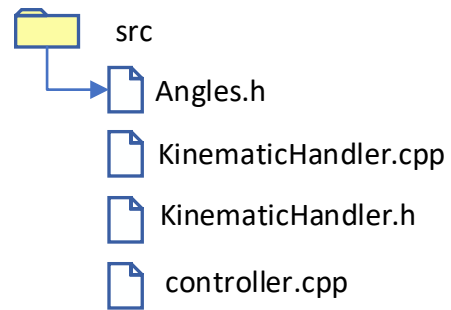 src
Angles.h
KinematicHandler.cpp
KinematicHandler.h
controller.cpp